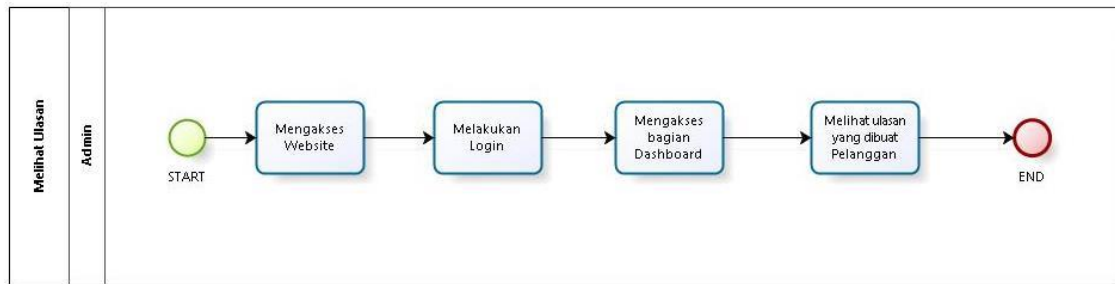 Melihat Ulasan
Admin
START
Mengakses
Website
Melakukan
Login
Mengakses
bagian
Dashboard
Melihat ulasan
yang dibuat
Pelanggan
END